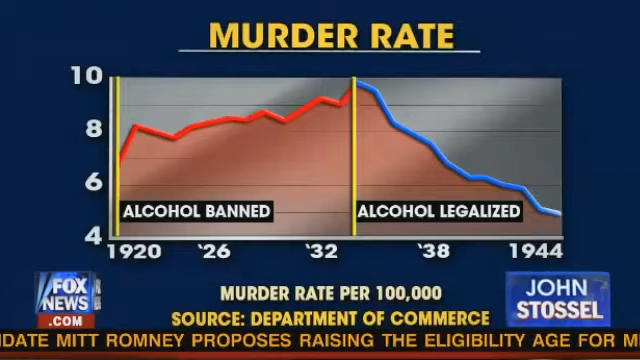 MURDER RATE
10
8
6
4
ALCOHOL BANNED
ALCOHOL LEGALIZED
1920 '26 '32 '38 1944
FOX
NEWS
.COM
MURDER RATE PER 100,000
SOURCE: DEPARTMENT OF COMMERCE
JOHN
STOSSEL
IDATE MITT ROMNEY PROPOSES RAISING THE ELIGIBILITY AGE FOR M